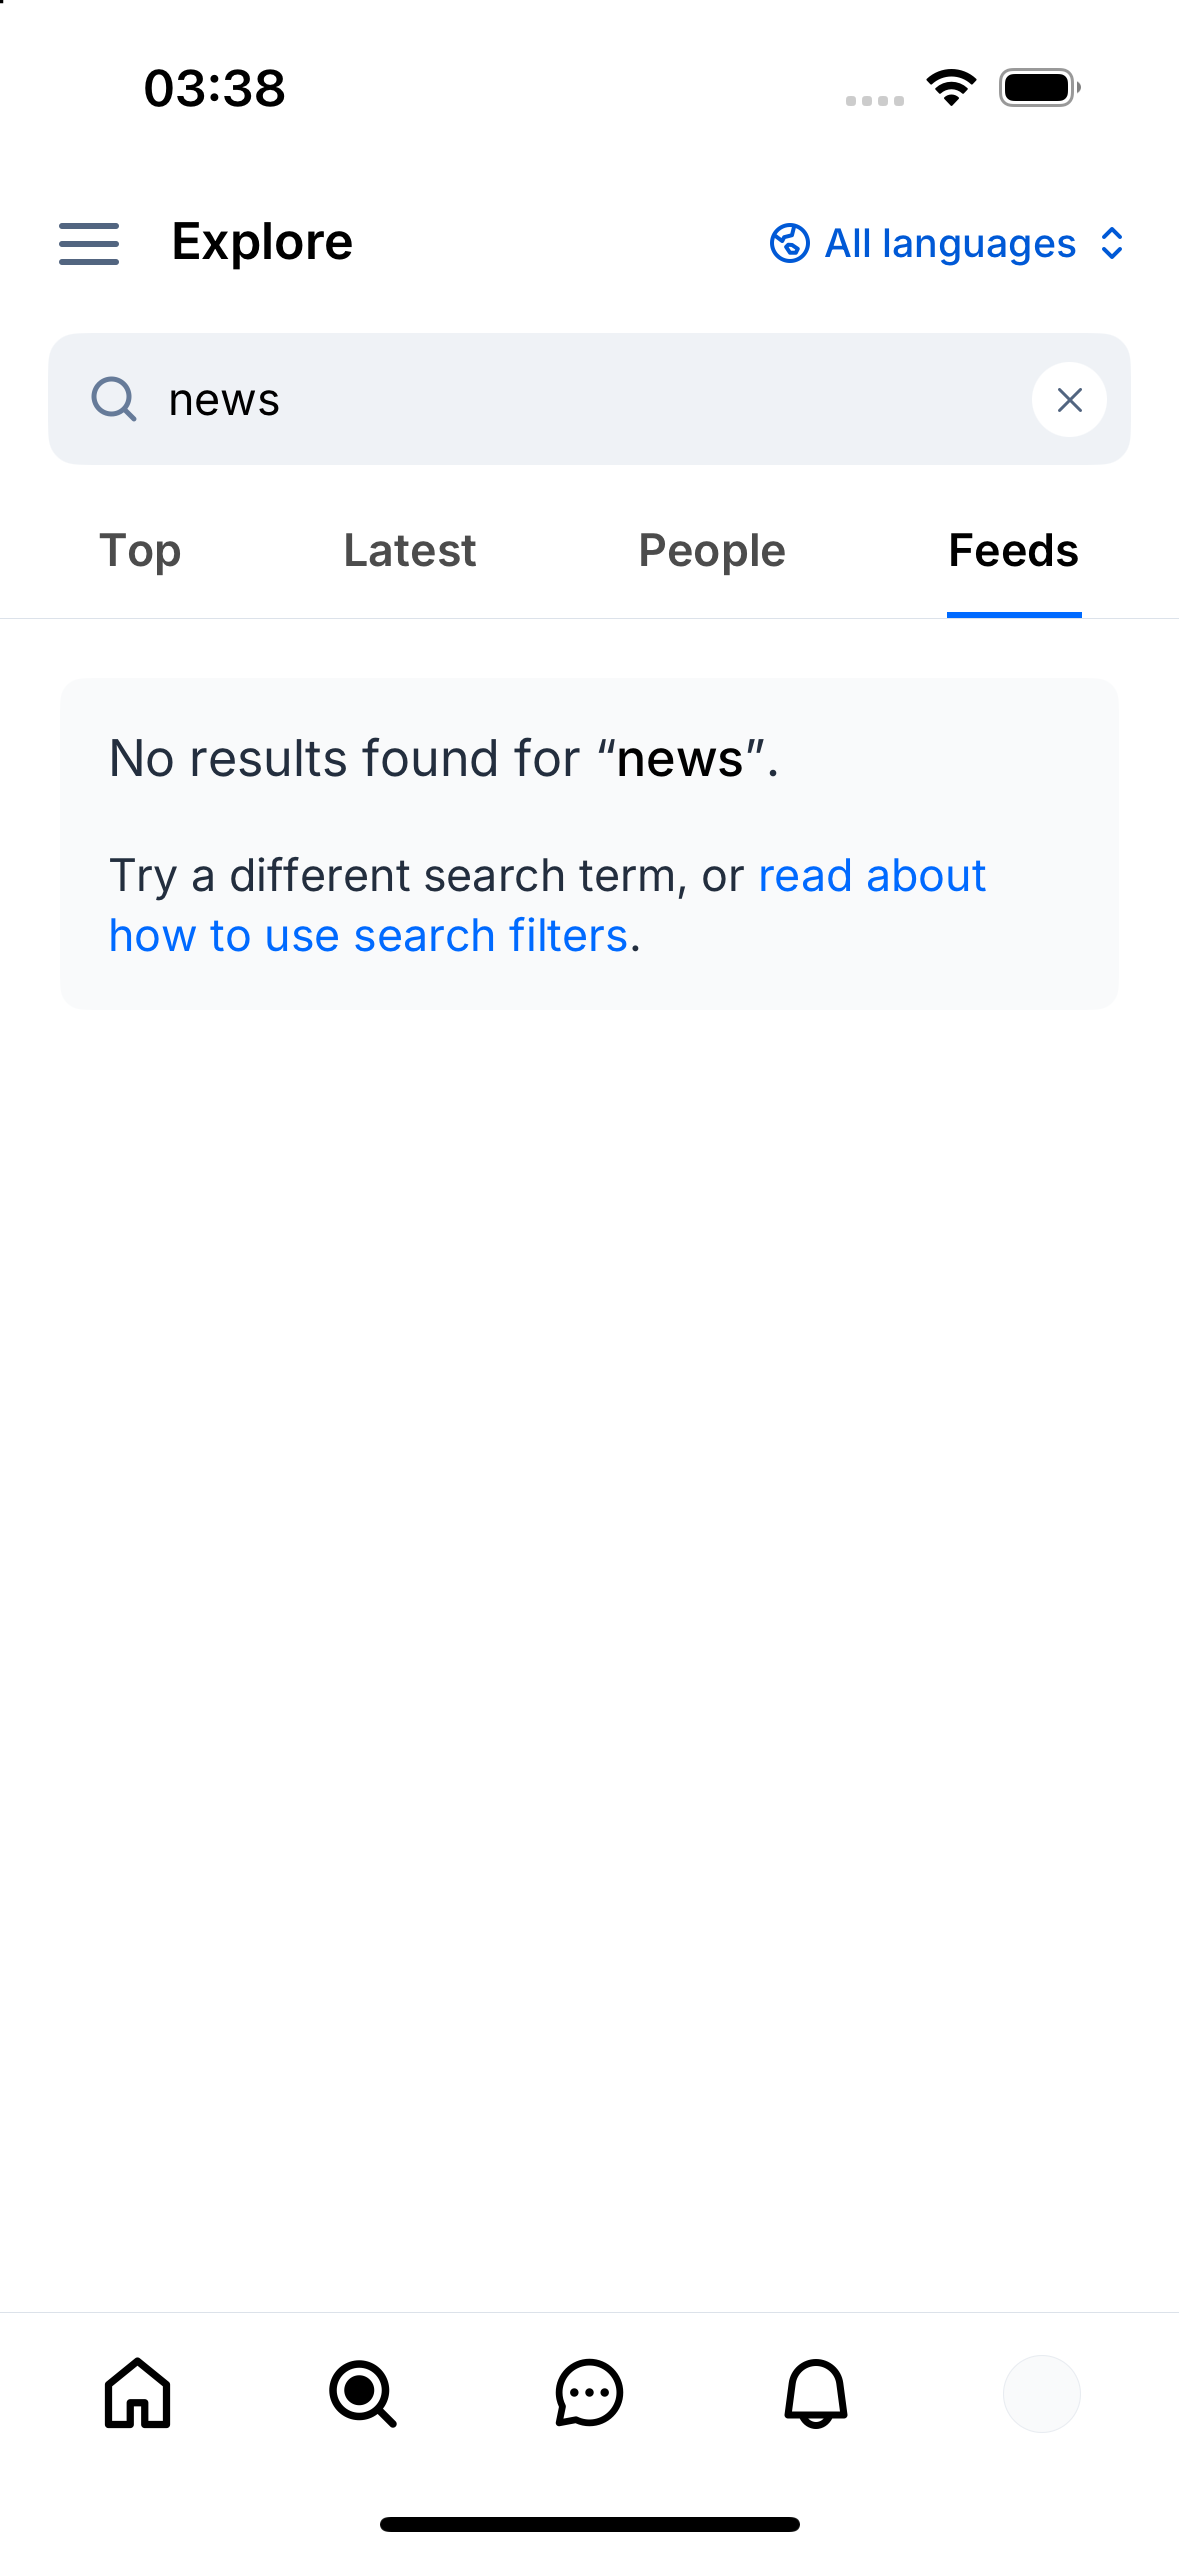 03:38
Explore
All languages
news
Top
Latest
People
Feeds
No results found for “news”.
Try a different search term, or read about
how to use search filters.